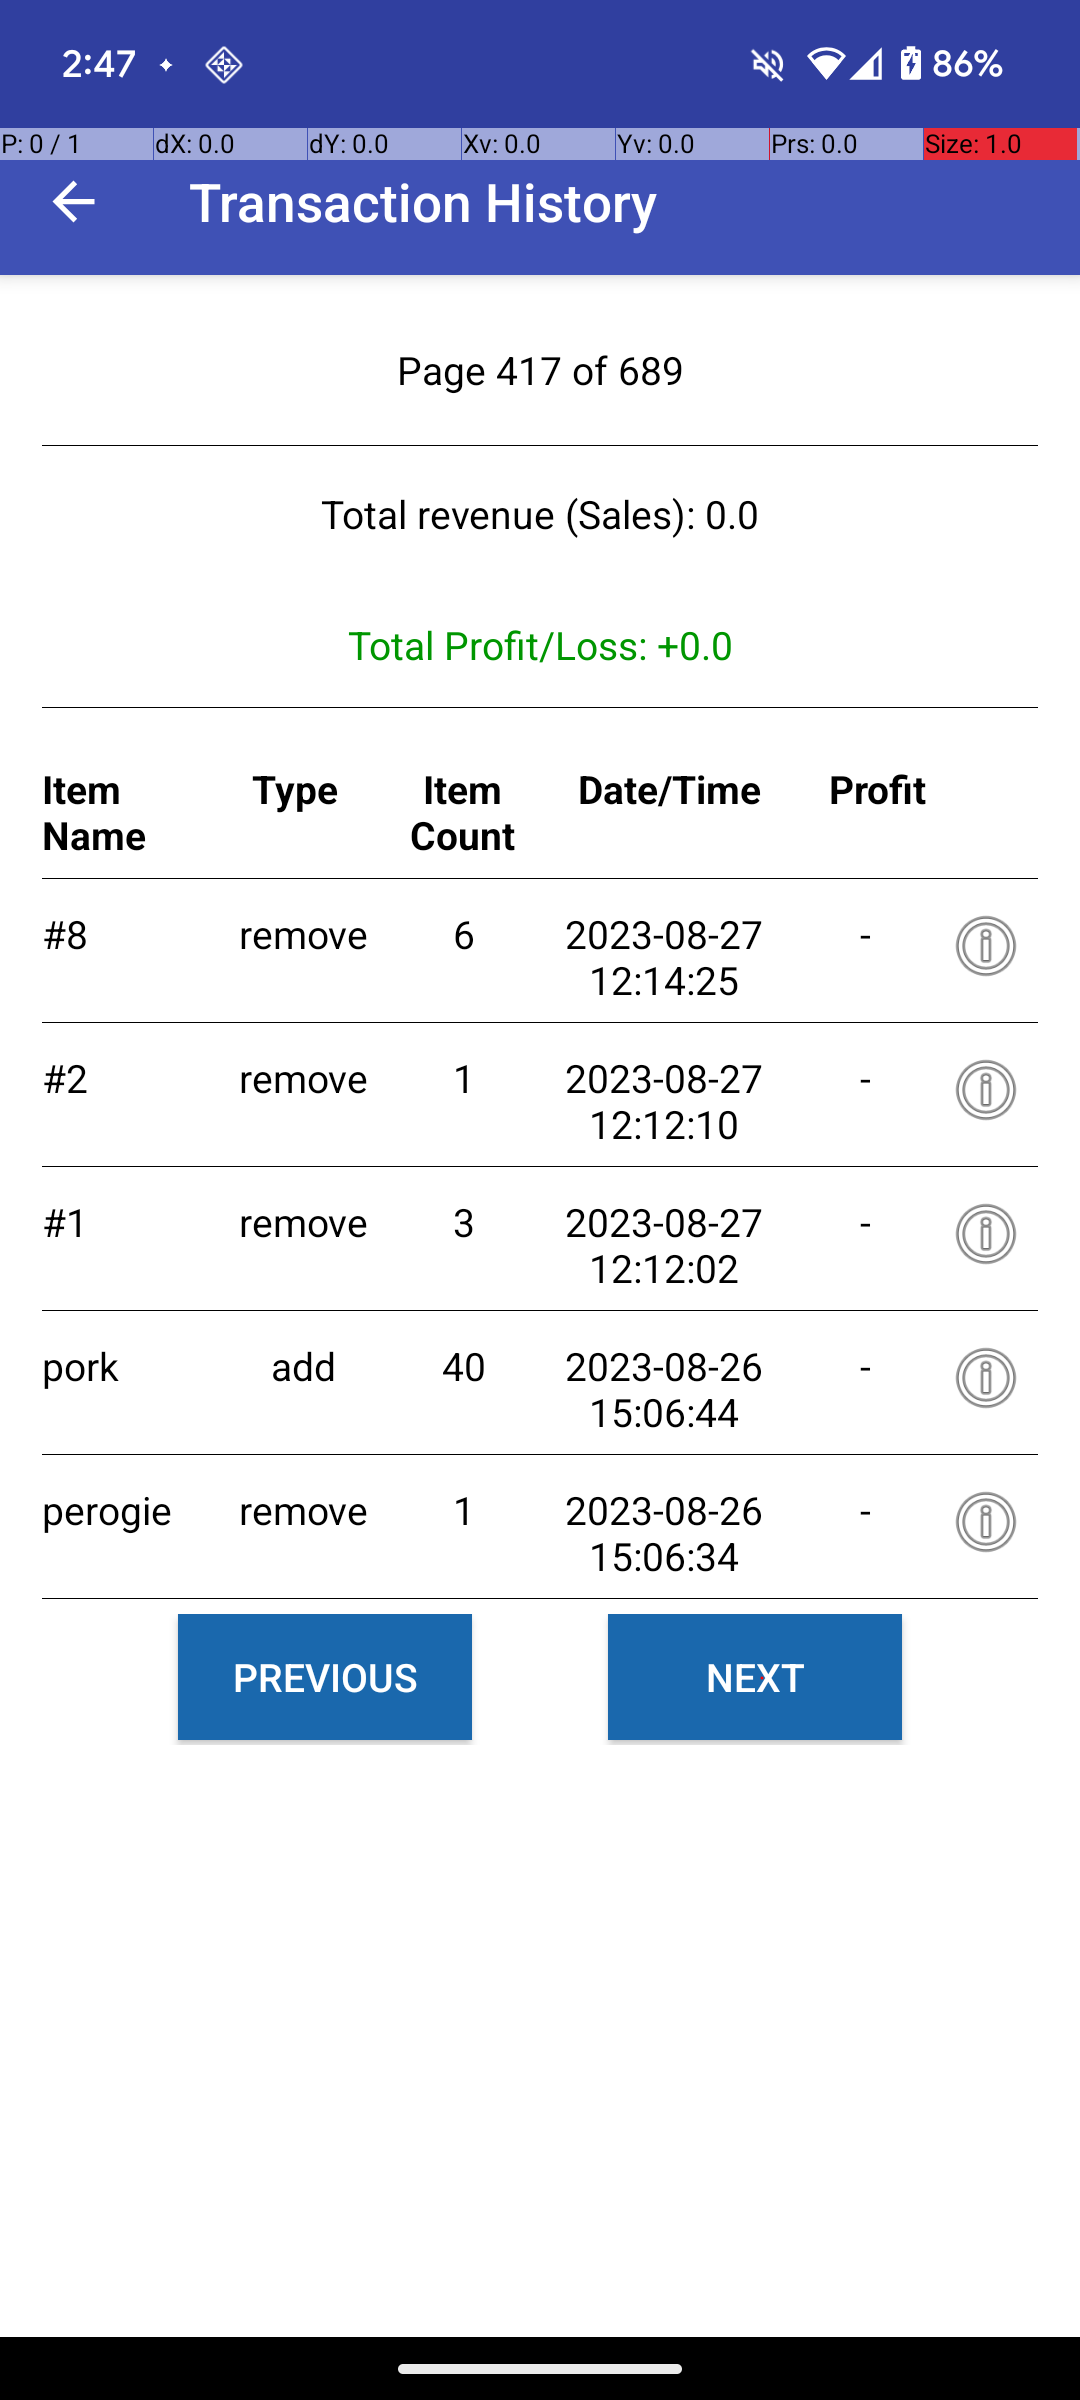 2:47 86%
P: 0 / 1 dX: 0.0 dY: 0.0 Xv: 0.0 Yv: 0.0 Prs: 0.0 Size: 1.0
Transaction History
Page 417 of 689
Total revenue (Sales): 0.0
Total Profit/Loss: +0.0
Item Type Item Date/Time Profit
Name Count
#8 remove 6 2023-08-27 -
12:14:25
#2 remove 1 2023-08-27 -
12:12:10
#1 remove 3 2023-08-27 -
12:12:02
pork add 40 2023-08-26 -
15:06:44
perogie remove 1 2023-08-26 -
15:06:34
PREVIOUS NEXT